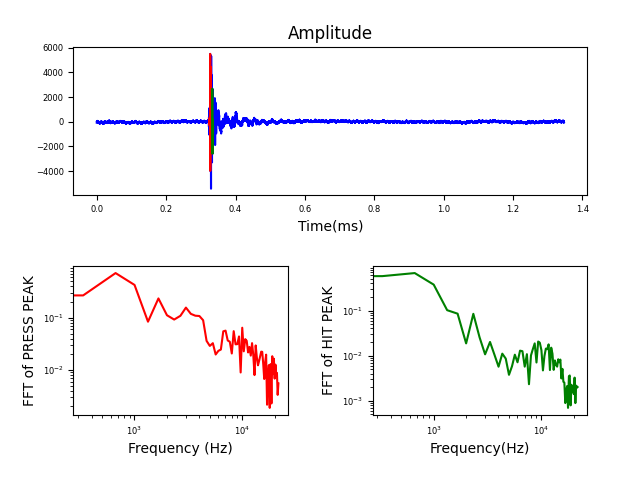 Amplitude
6000
4000
2000
0
−2000
−4000
0.0 0.2 0.4 0.6 0.8 1.0 1.2 1.4
Time(ms)
FFT of PRESS PEAK
10⁻¹
10⁻²
10³ 10⁴
Frequency (Hz)
FFT of HIT PEAK
10⁻¹
10⁻²
10⁻³
10³ 10⁴
Frequency(Hz)